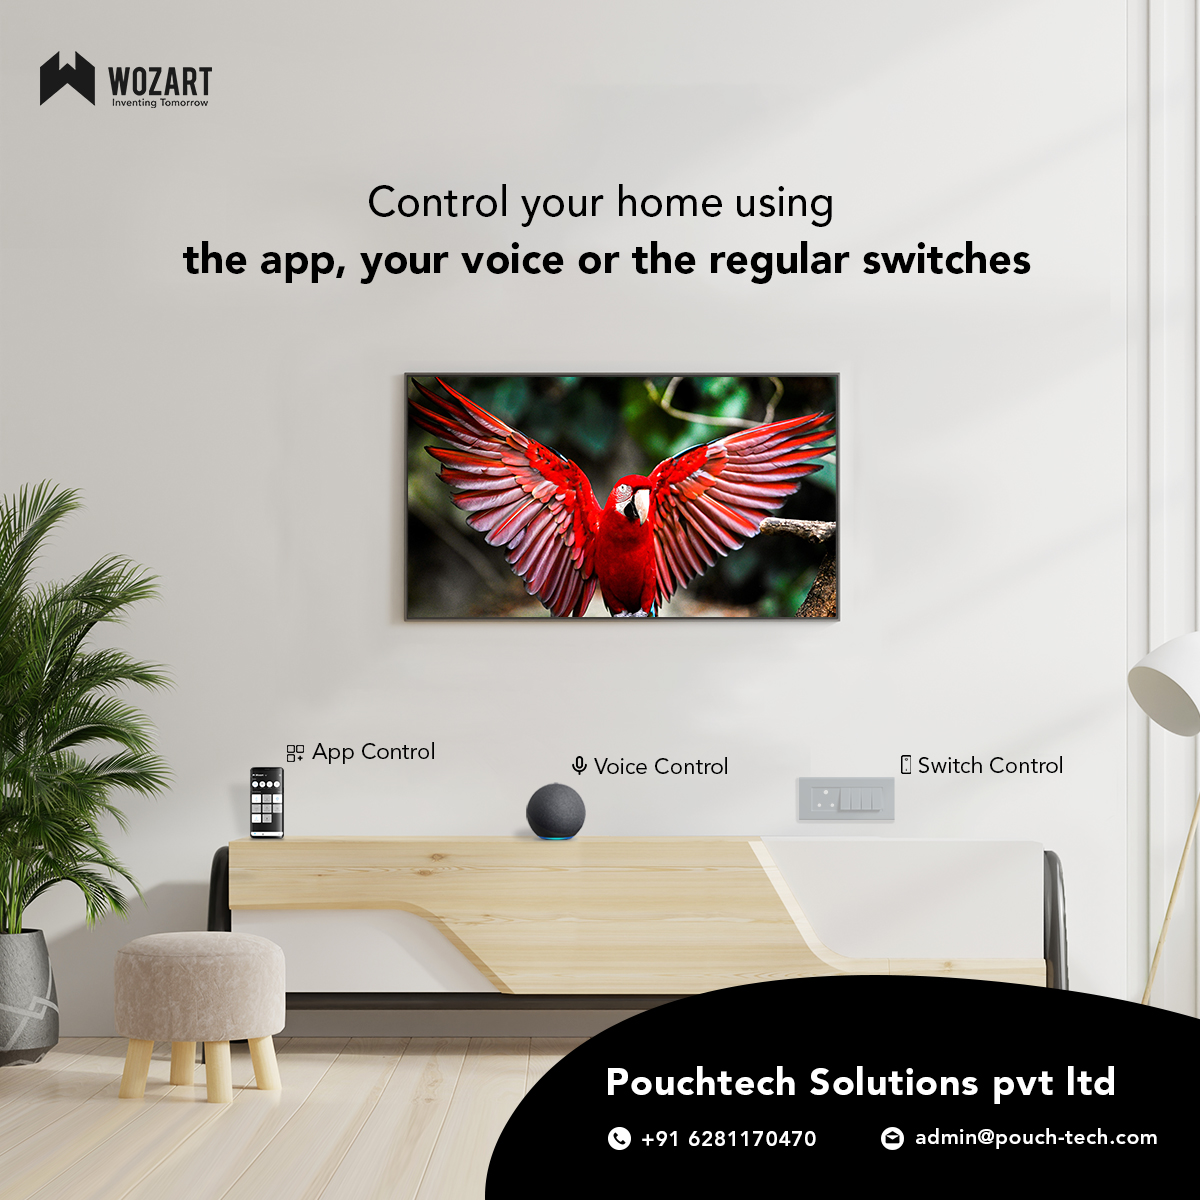 WOZART
Inventing Tomorrow
Control your home using
the app, your voice or the regular switches
App Control
Voice Control
Switch Control
Pouchtech Solutions pvt ltd
+91 6281170470
admin@pouch-tech.com